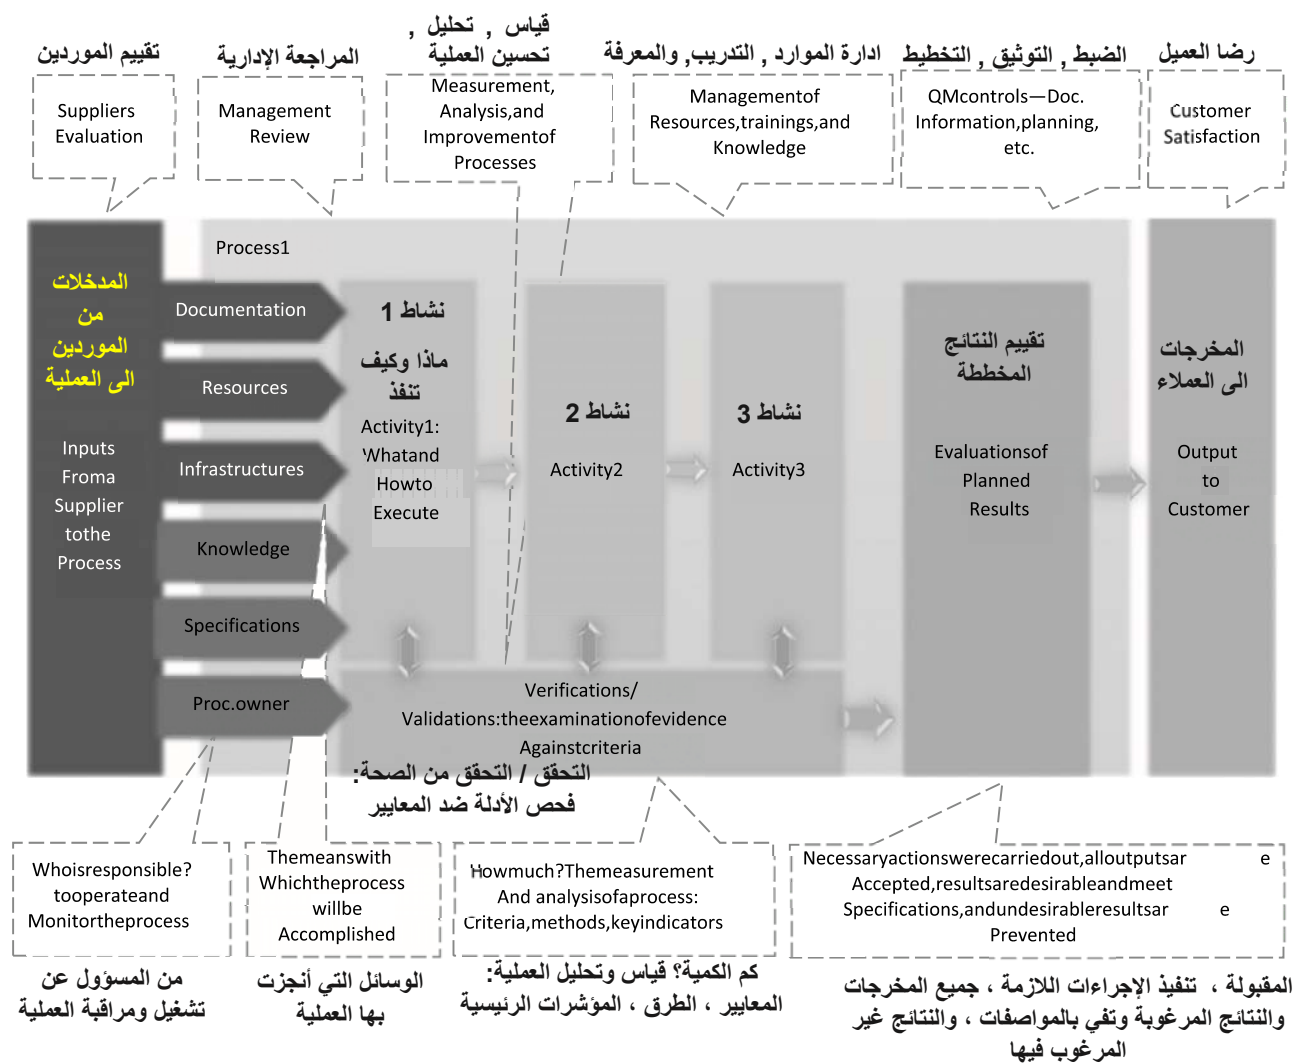 تقييم الموردين
المراجعة الإدارية
قياس , تحليل ,
تحسين العملية
ادارة الموارد , التدريب, والمعرفة
الضبط , التوثيق , التخطيط
رضا العميل
Suppliers
Evaluation
Management
Review
Measurement,
Analysis,and
Improvementof
Processes
Managementof
Resources,trainings,and
Knowledge
QMcontrols—Doc.
Information,planning,
etc.
Customer
Satisfaction
المدخلات
من
الموردين
الى العملية
Inputs
Froma
Supplier
tothe
Process
Process1
Documentation
Resources
Infrastructures
Knowledge
Specifications
Proc.owner
نشاط 1
ماذا وكيف
تنفذ
Activity1:
Whatand
Howto
Execute
نشاط 2
Activity2
نشاط 3
Activity3
تقييم النتائج
المخططة
Evaluationsof
Planned
Results
المخرجات
الى العملاء
Output
to
Customer
Verifications/
Validations:theexaminationofevidence
Againstcriteria
التحقق / التحقق من الصحة:
فحص الأدلة ضد المعايير
Whoisresponsible?
tooperateand
Monitortheprocess
من المسؤول عن
تشغيل ومراقبة العملية
Themeanswith
Whichtheprocess
willbe
Accomplished
الوسائل التي أنجزت
بها العملية
Howmuch?Themeasurement
And analysisofaprocess:
Criteria,methods,keyindicators
كم الكمية؟ قياس وتحليل العملية:
المعايير ، الطرق ، المؤشرات الرئيسية
Necessaryactionswerecarriedout,alloutputsar e
Accepted,resultsaredesirableandmeet
Specifications,andundesirableresultsar e
Prevented
المقبولة ، تنفيذ الإجراءات اللازمة ، جميع المخرجات
والنتائج المرغوبة وتفي بالمواصفات ، والنتائج غير
المرغوب فيها